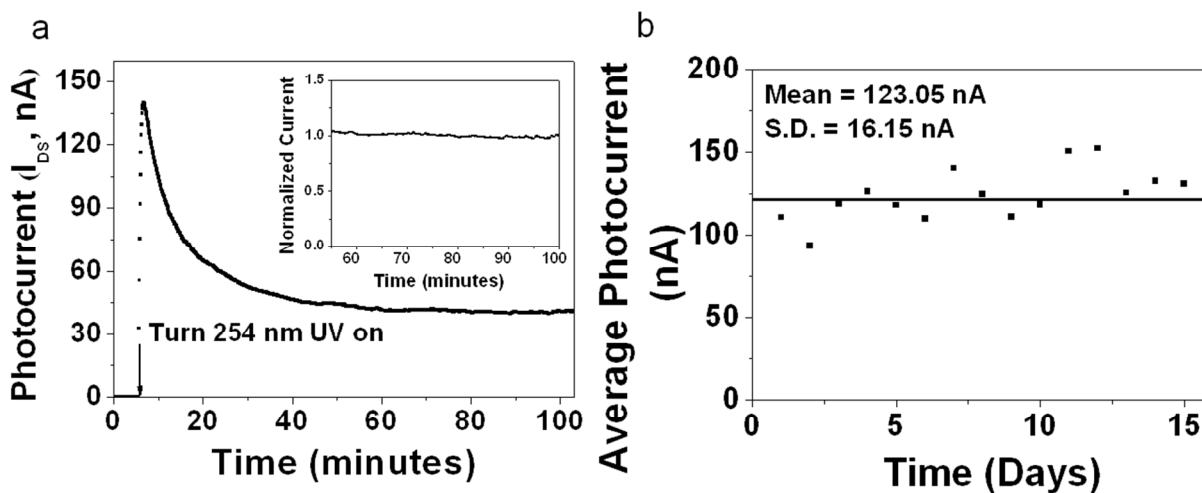 a
Photocurrent (I_DS, nA)
150
120
90
60
30
0
0 20 40 60 80 100
Time (minutes)
Turn 254 nm UV on
Normalized Current
1.5
1.0
0.5
0.0
60 70 80 90 100
Time (minutes)
b
Average Photocurrent
(nA)
200
150
100
50
0
0 5 10 15
Time (Days)
Mean = 123.05 nA
S.D. = 16.15 nA